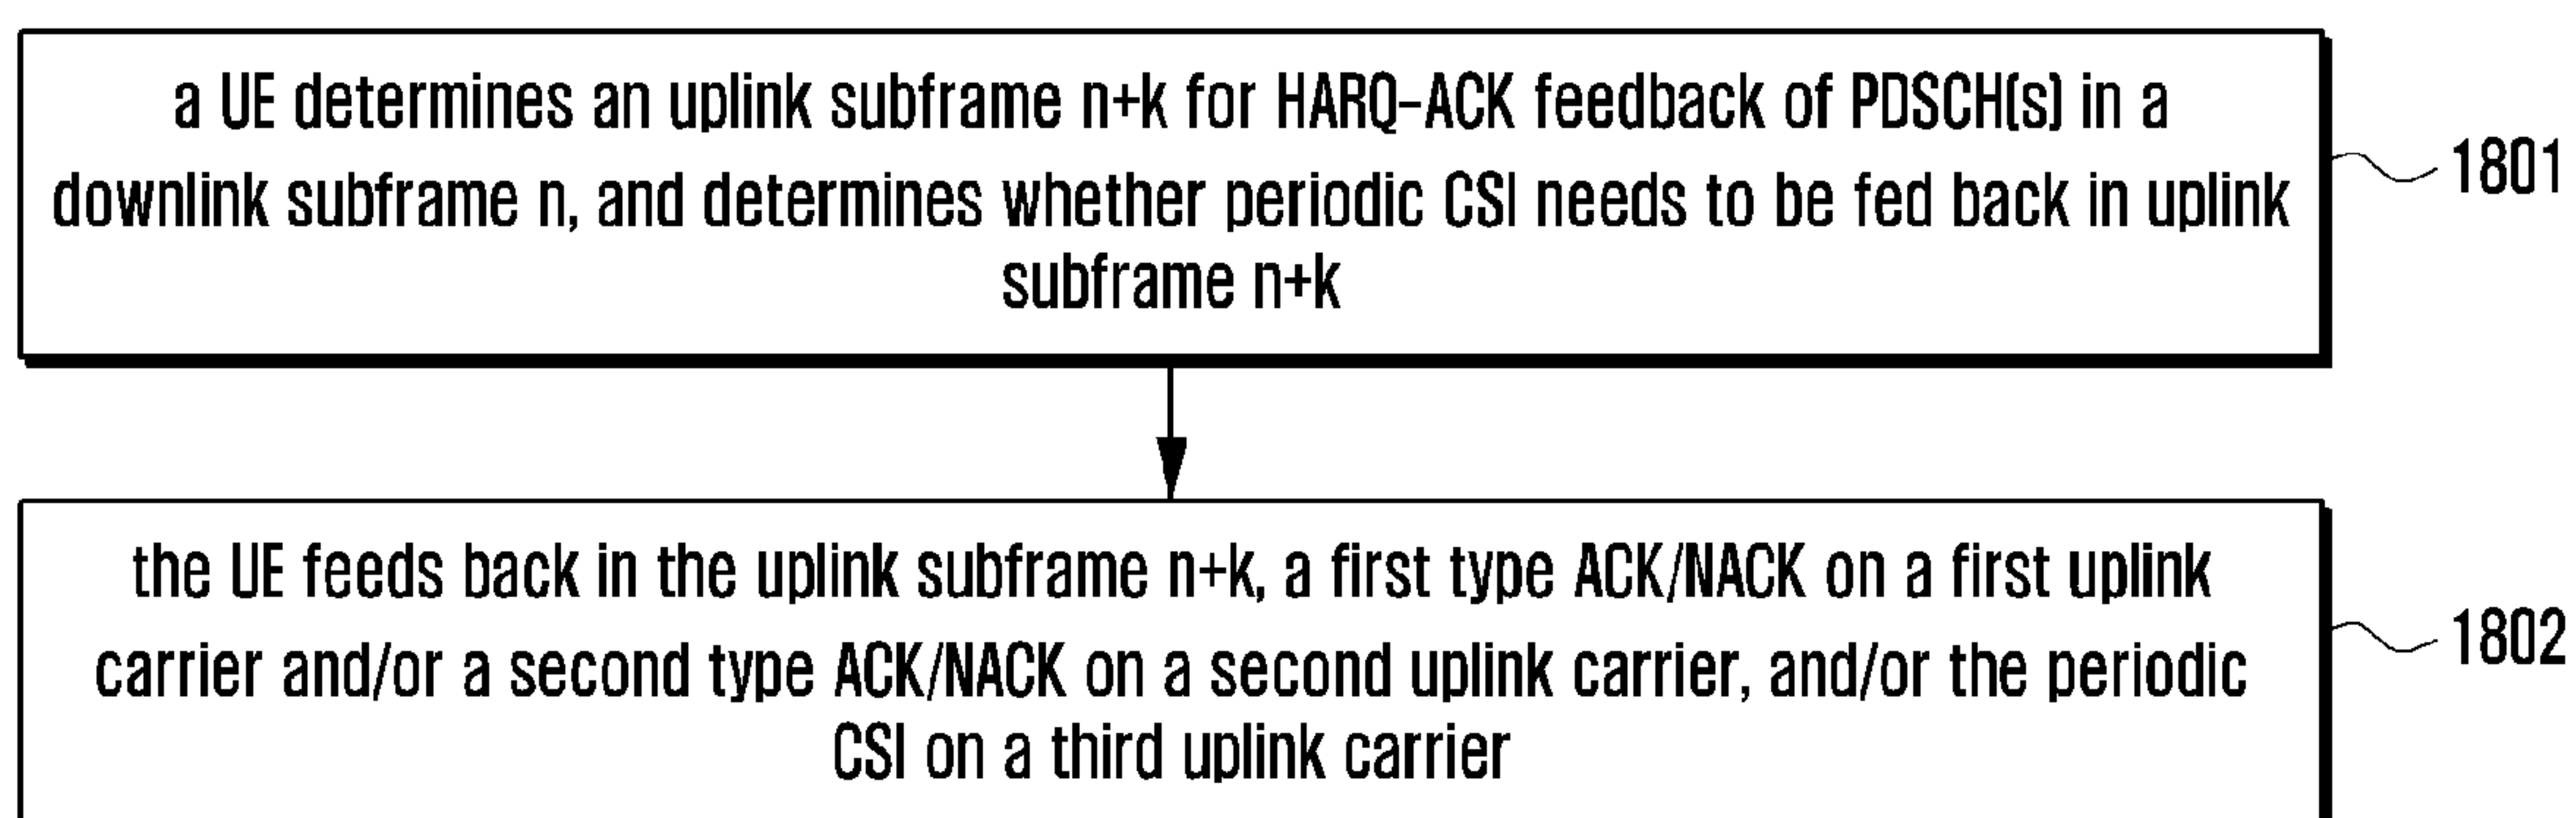 a UE determines an uplink subframe n+k for HARQ-ACK feedback of PDSCH(s) in a
downlink subframe n, and determines whether periodic CSI needs to be fed back in uplink
subframe n+k
1801
the UE feeds back in the uplink subframe n+k, a first type ACK/NACK on a first uplink
carrier and/or a second type ACK/NACK on a second uplink carrier, and/or the periodic
CSI on a third uplink carrier
1802